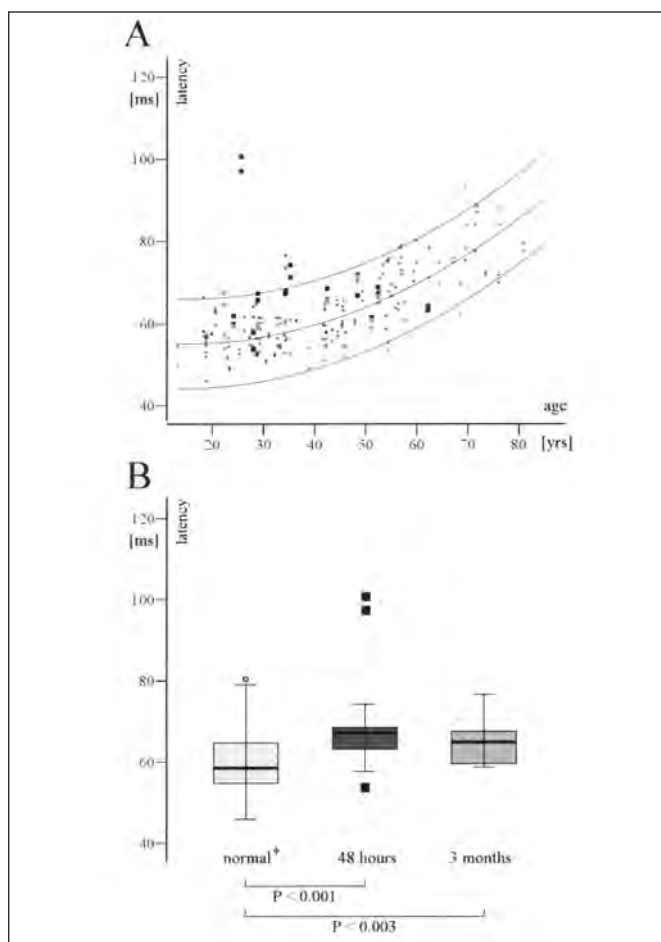 A
latency
[ms]
120
100
80
60
40
age
20 30 40 50 60 70 80 [yrs]
B
latency
[ms]
120
100
80
60
40
normal* 48 hours 3 months
P < 0.001
P < 0.003